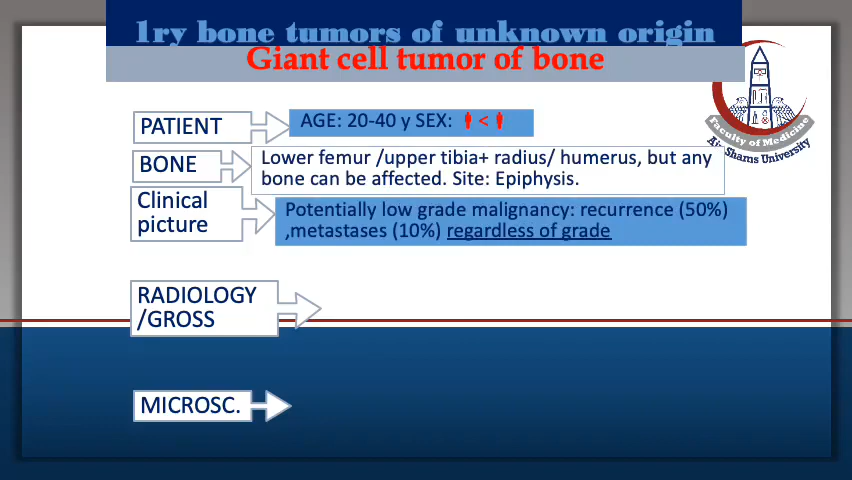 1ry bone tumors of unknown origin
Giant cell tumor of bone
PATIENT
AGE: 20-40 y SEX: <
BONE
Lower femur /upper tibia+ radius/ humerus, but any
bone can be affected. Site: Epiphysis.
Clinical
picture
Potentially low grade malignancy: recurrence (50%)
,metastases (10%) regardless of grade
RADIOLOGY
/GROSS
MICROSC.
Faculty of Medicine
Ain Shams University